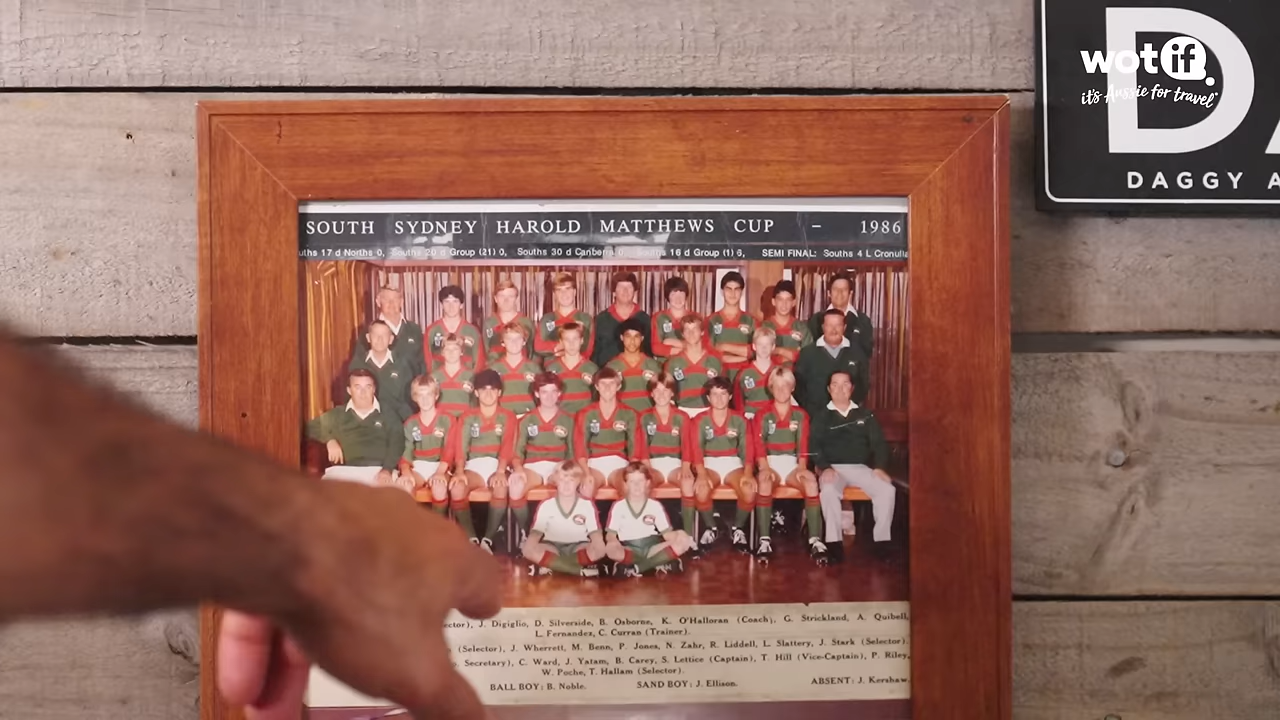 wotif.
it's Aussie for travel
D
DAGGY A
SOUTH SYDNEY HAROLD MATTHEWS CUP - 1986
uths 17 d Norths 0, Souths 20 d Group (21) 0, Souths 30 d Canberra 0, Souths 16 d Group (1) 6, SEMI FINAL: Souths 4 L Cronulla
ector), J. Digiglio, D. Silverside, B. Osborne, K. O'Halloran (Coach), G. Strickland, A. Quibell,
L. Fernandez, C. Curran (Trainer).
(Selector), J. Wherrett, M. Benn, P. Jones, N. Zahr, R. Liddell, L. Slattery, J. Stark (Selector).
Secretary), C. Ward, J. Yatam, B. Carey, S. Lettice (Captain), T. Hill (Vice-Captain), P. Riley,
W. Poche, T. Hallam (Selector).
BALL BOY: B. Noble. SAND BOY: J. Ellison. ABSENT: J. Kershaw.